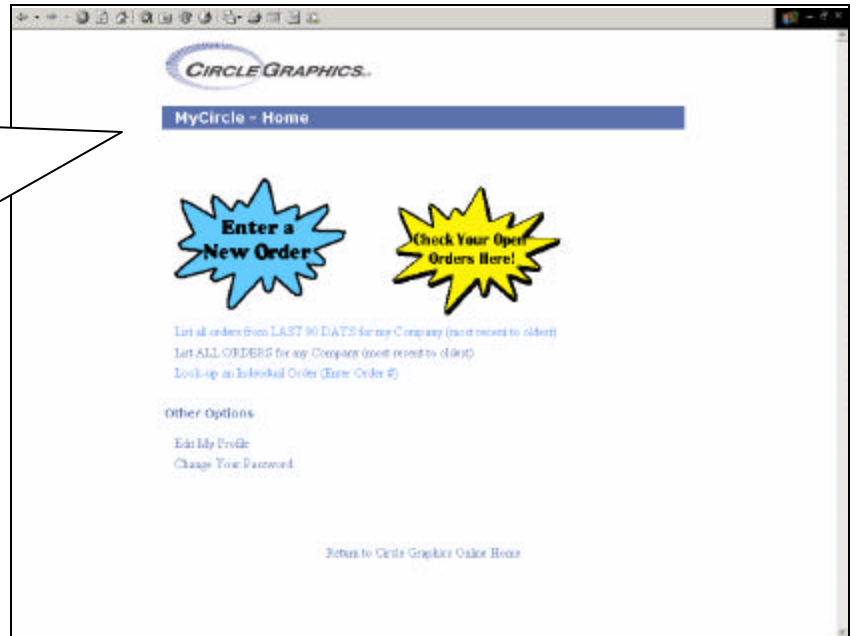 CIRCLE GRAPHICS
MyCircle - Home
Enter a
New Order
Check Your Open
Orders Here!
List all orders from LAST 90 DAYS for my Company (most recent to oldest)
List ALL ORDERS for my Company (most recent to oldest)
Look-up an Individual Order (Enter Order #)
Other Options
Edit My Profile
Change Your Password
Return to Circle Graphics Online Home